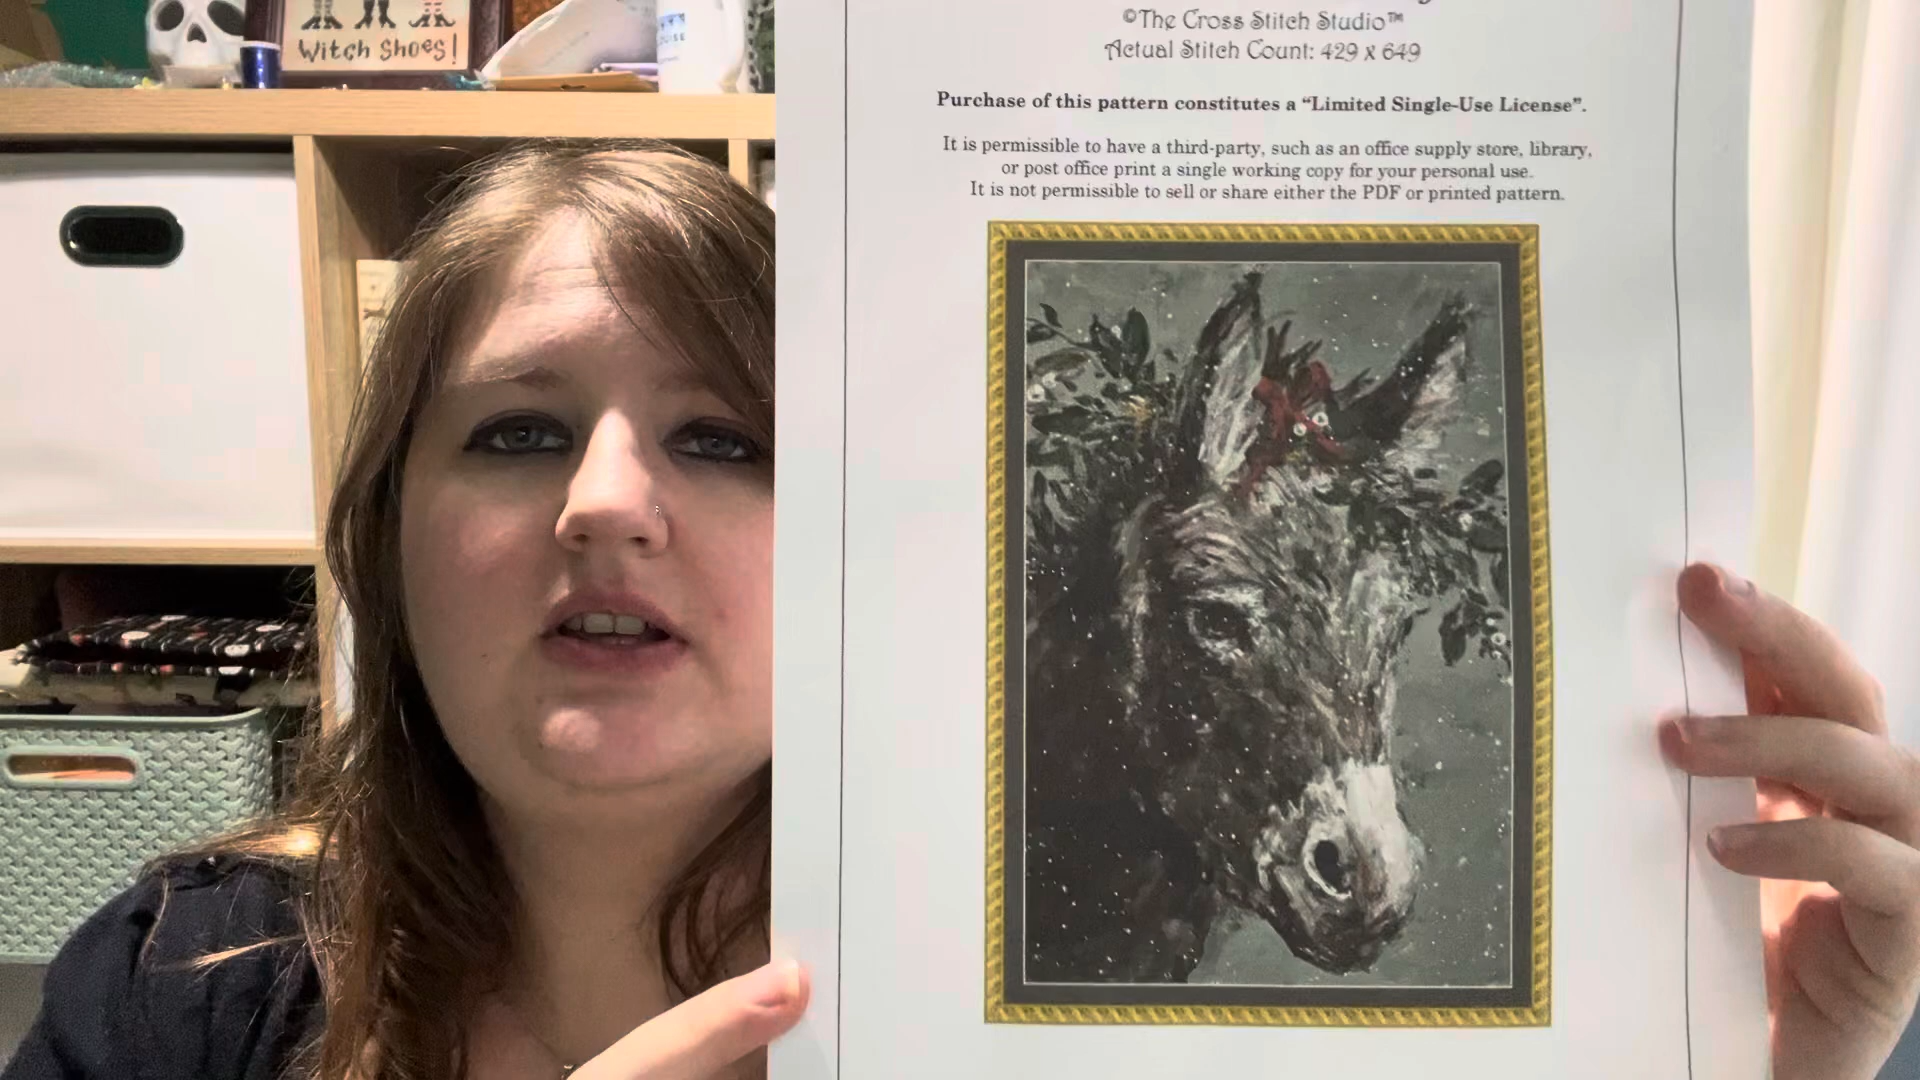 Witch Shoes!
©The Cross Stitch Studio™
Actual Stitch Count: 429 x 649
Purchase of this pattern constitutes a “Limited Single-Use License”.
It is permissible to have a third-party, such as an office supply store, library,
or post office print a single working copy for your personal use.
It is not permissible to sell or share either the PDF or printed pattern.